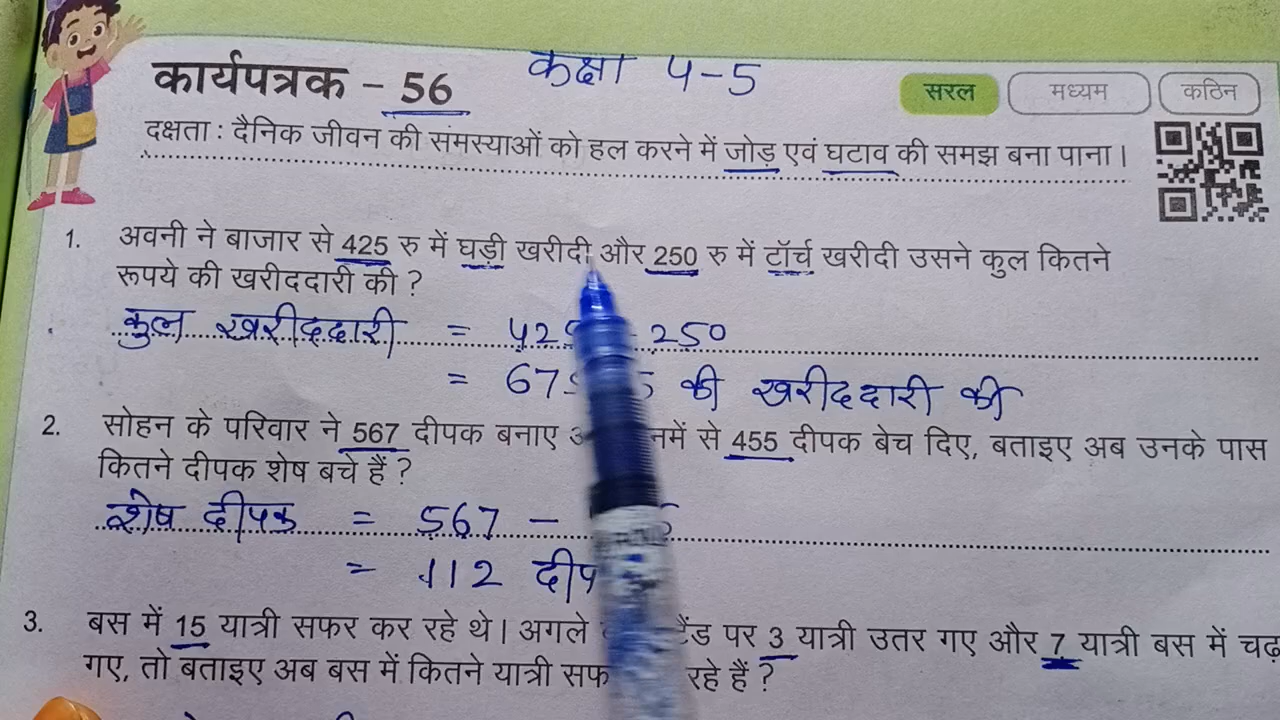 कक्षा 4-5
कार्यपत्रक - 56
सरल मध्यम कठिन
दक्षता : दैनिक जीवन की संमस्याओं को हल करने में जोड़ एवं घटाव की समझ बना पाना।
1. अवनी ने बाजार से 425 रु में घड़ी खरीदी और 250 रु में टॉर्च खरीदी उसने कुल कितने
रूपये की खरीददारी की ?
कुल खरीददारी = 250
= की खरीददारी की
2. सोहन के परिवार ने 567 दीपक बनाए में से 455 दीपक बेच दिए, बताइए अब उनके पास
कितने दीपक शेष बचे हैं ?
शेष दीपक = 567 -
= 112
3. बस में 15 यात्री सफर कर रहे थे। अगले पर 3 यात्री उतर गए और 7 यात्री बस में चढ़
गए, तो बताइए अब बस में कितने यात्री रहे हैं ?